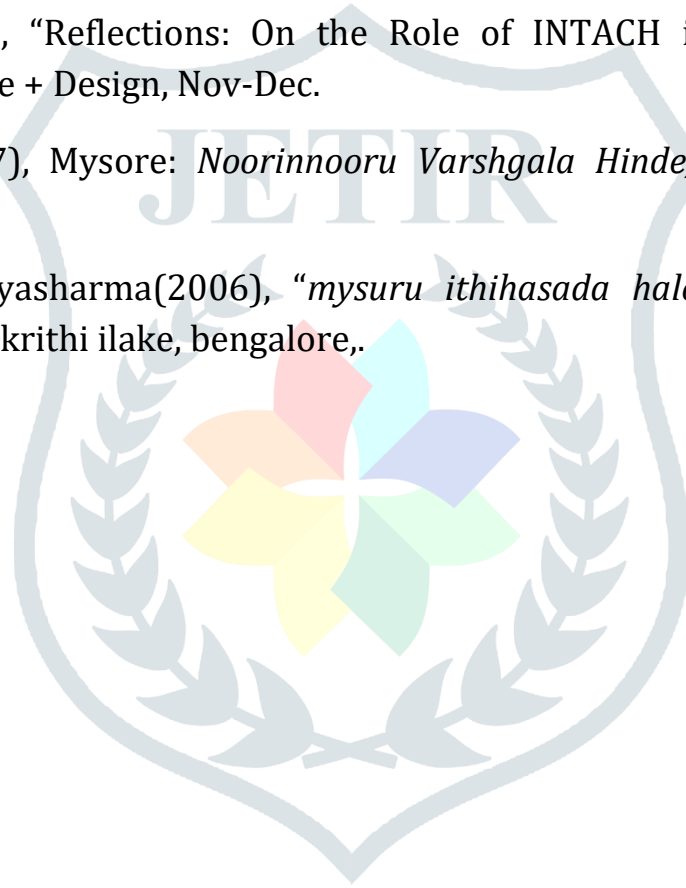 , “Reflections: On the Role of INTACH i
e + Design, Nov-Dec.
7), Mysore: Noorinnooru Varshgala Hinde,
JETIR
yasharma(2006), “mysuru ithihasada hale
krithi ilake, bengalore,.